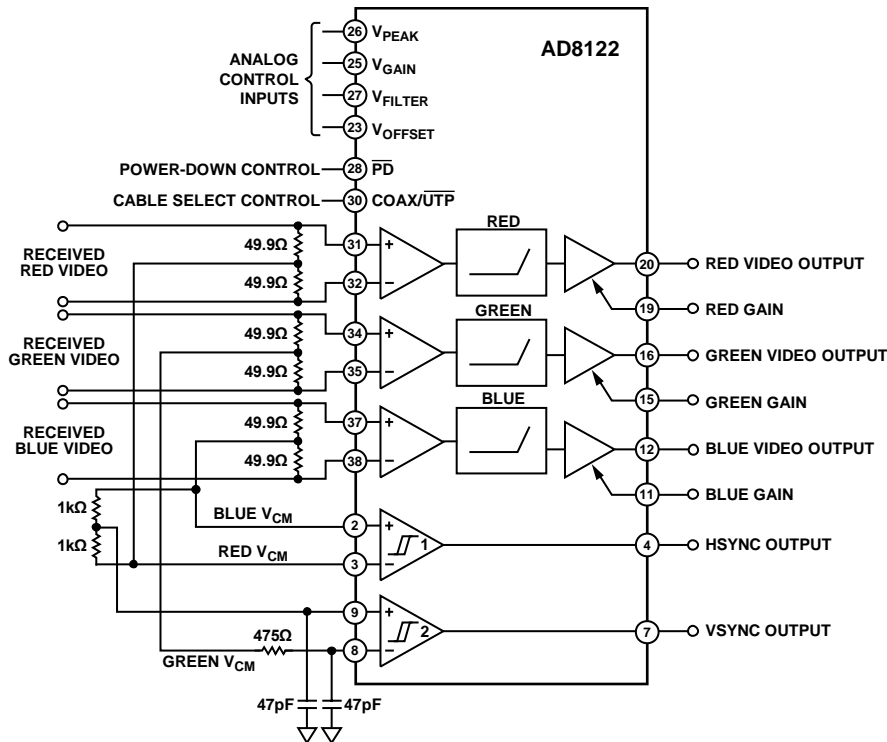 AD8122
ANALOG
CONTROL
INPUTS
26 VPEAK
25 VGAIN
27 VFILTER
23 VOFFSET
POWER-DOWN CONTROL 28 PD
CABLE SELECT CONTROL 30 COAX/UTP
RECEIVED
RED VIDEO
49.9Ω
49.9Ω
31 +
32 −
RED
20 RED VIDEO OUTPUT
19 RED GAIN
RECEIVED
GREEN VIDEO
49.9Ω
49.9Ω
34 +
35 −
GREEN
16 GREEN VIDEO OUTPUT
15 GREEN GAIN
RECEIVED
BLUE VIDEO
49.9Ω
49.9Ω
37 +
38 −
BLUE
12 BLUE VIDEO OUTPUT
11 BLUE GAIN
1kΩ
1kΩ
BLUE VCM 2 +
RED VCM 3 −
1
4 HSYNC OUTPUT
9 +
475Ω
GREEN VCM
8 −
2
7 VSYNC OUTPUT
47pF 47pF